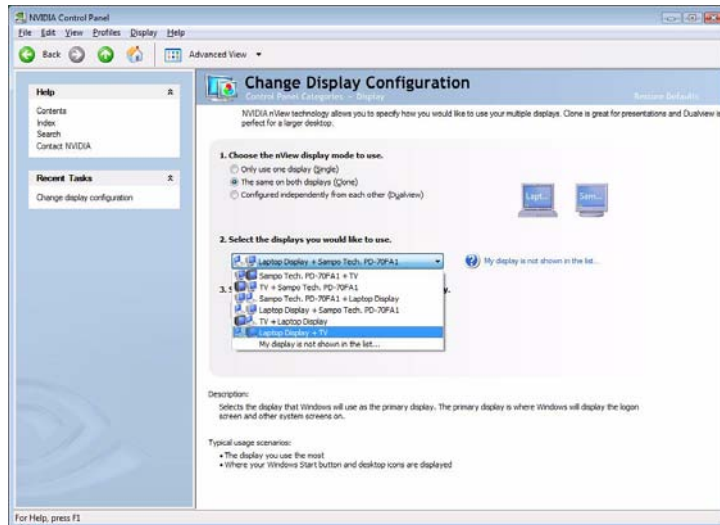 NVIDIA Control Panel
File Edit View Profiles Display Help
Back
Advanced View
Help
Contents
Index
Search
Contact NVIDIA
Recent Tasks
Change display configuration
Change Display Configuration
Control Panel Categories - Display
Restore Defaults
NVIDIA nView technology allows you to specify how you would like to use your multiple displays. Clone is great for presentations and Dualview is
perfect for a larger desktop.
1. Choose the nView display mode to use.
Only use one display (Single)
The same on both displays (Clone)
Configured independently from each other (Dualview)
Lapt...
Sam...
2. Select the displays you would like to use.
Laptop Display + Sampo Tech. PD-70FA1
My display is not shown in the list...
Sampo Tech. PD-70FA1 + TV
TV + Sampo Tech. PD-70FA1
Sampo Tech. PD-70FA1 + Laptop Display
Laptop Display + Sampo Tech. PD-70FA1
TV + Laptop Display
Laptop Display + TV
My display is not shown in the list...
3.
Description:
Selects the display that Windows will use as the primary display. The primary display is where Windows will display the logon
screen and other system screens on.
Typical usage scenarios:
• The display you use the most
• Where your Windows Start button and desktop icons are displayed
For Help, press F1